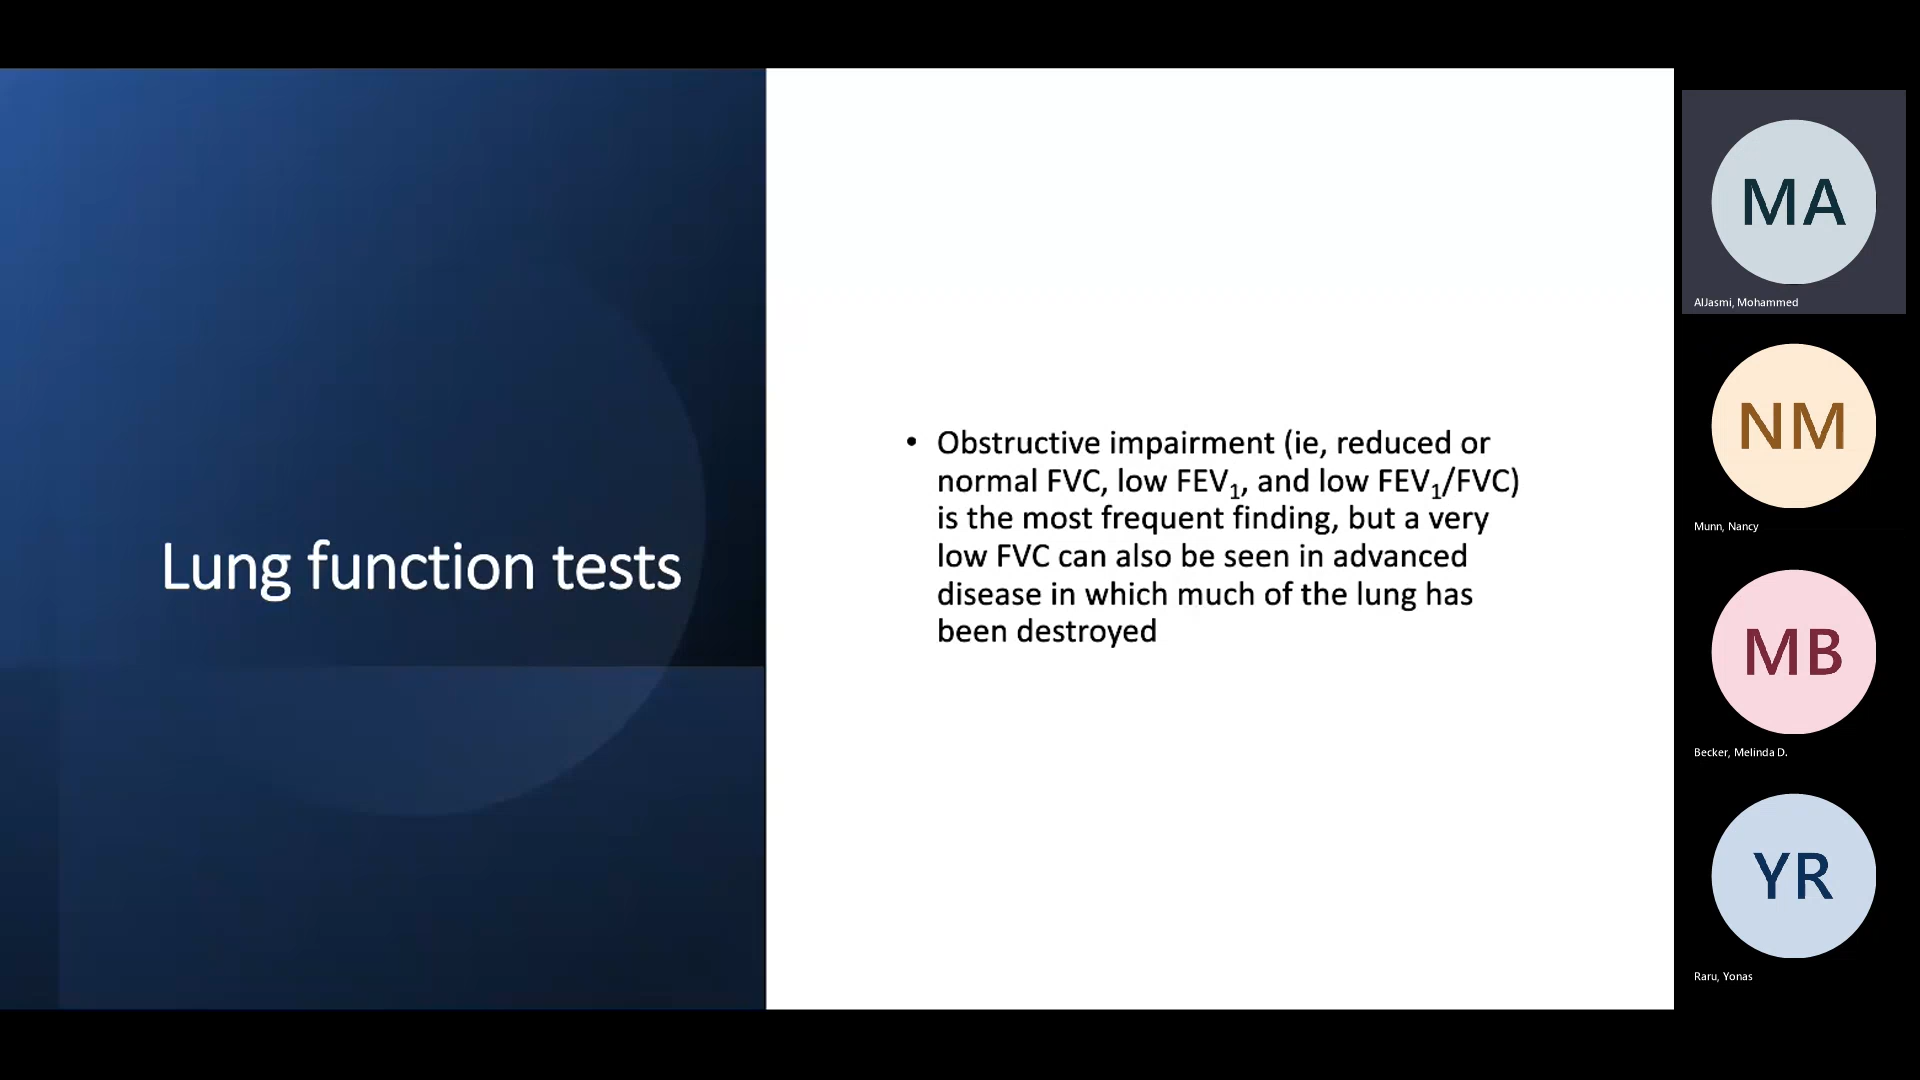 Lung function tests
• Obstructive impairment (ie, reduced or
normal FVC, low FEV₁, and low FEV₁/FVC)
is the most frequent finding, but a very
low FVC can also be seen in advanced
disease in which much of the lung has
been destroyed
MA
AlJasmi, Mohammed
NM
Munn, Nancy
MB
Becker, Melinda D.
YR
Raru, Yonas